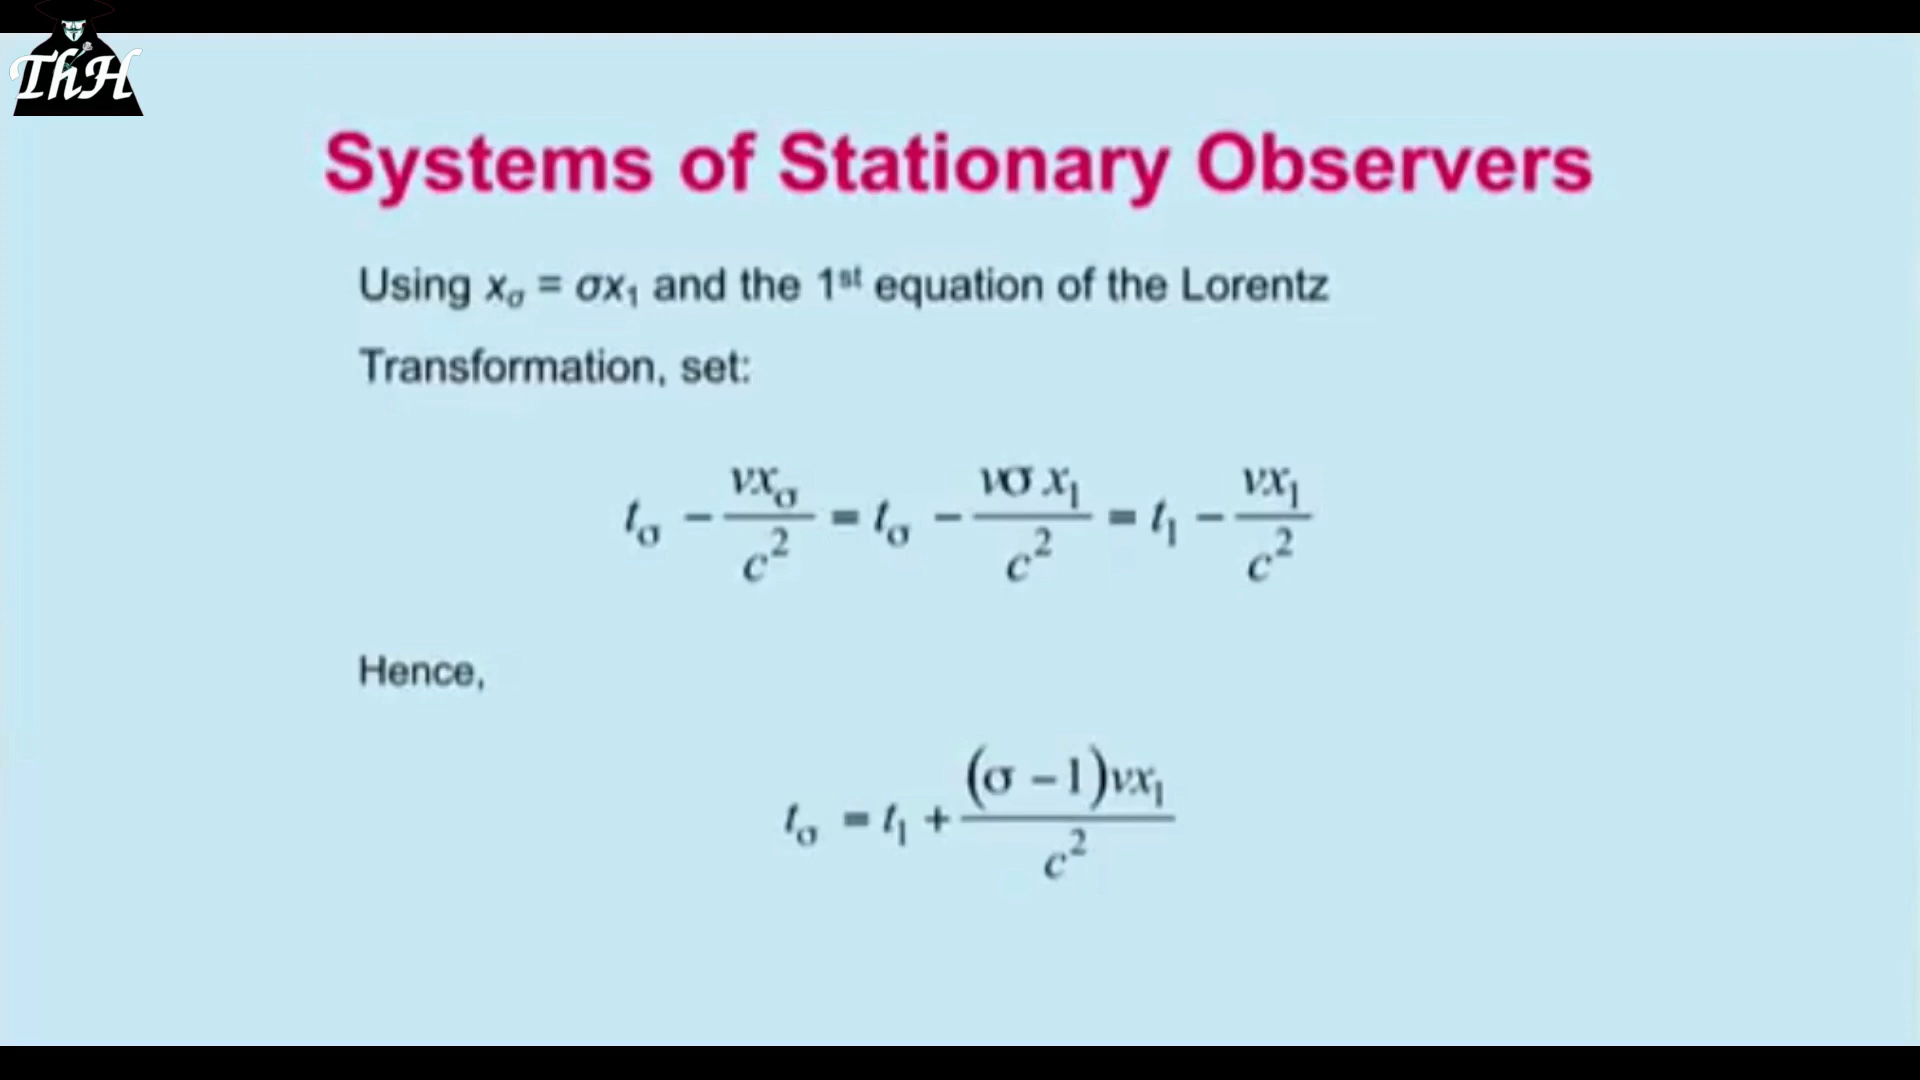 ThH
Systems of Stationary Observers
Using xσ = σx₁ and the 1st equation of the Lorentz
Transformation, set:
tσ − vxσ/c² = tσ − vσx₁/c² = t₁ − vx₁/c²
Hence,
tσ = t₁ + (σ − 1)vx₁/c²